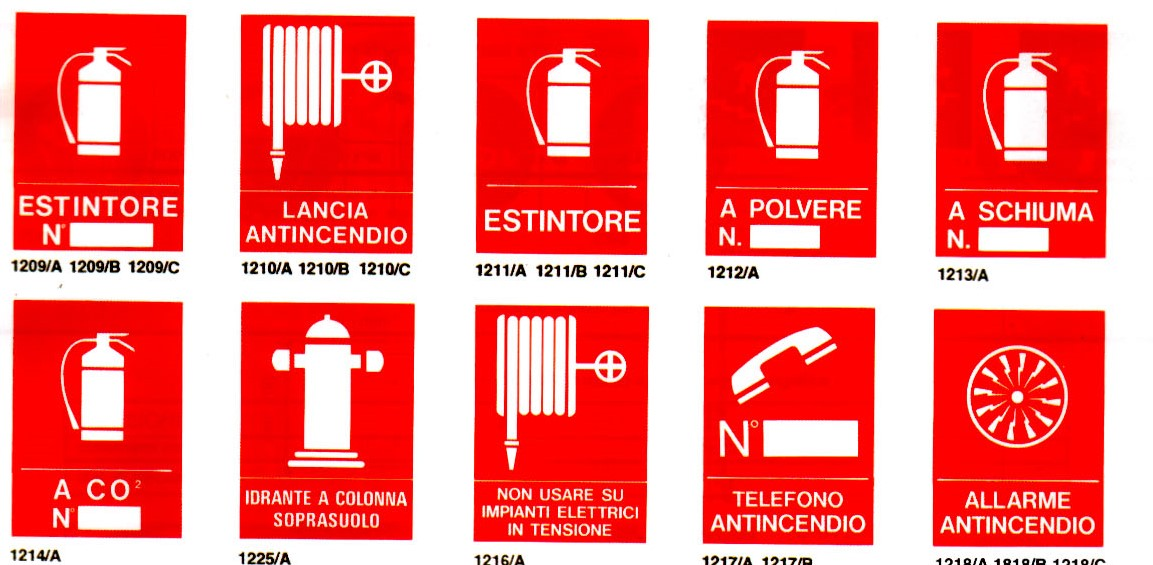 ESTINTORE
N°
1209/A 1209/B 1209/C
LANCIA
ANTINCENDIO
1210/A 1210/B 1210/C
ESTINTORE
1211/A 1211/B 1211/C
A POLVERE
N.
1212/A
A SCHIUMA
N.
1213/A
A CO²
N°
1214/A
IDRANTE A COLONNA
SOPRASUOLO
1225/A
NON USARE SU
IMPIANTI ELETTRICI
IN TENSIONE
1216/A
N°
TELEFONO
ANTINCENDIO
1217/A 1217/B
ALLARME
ANTINCENDIO
1218/A 1818/B 1218/C